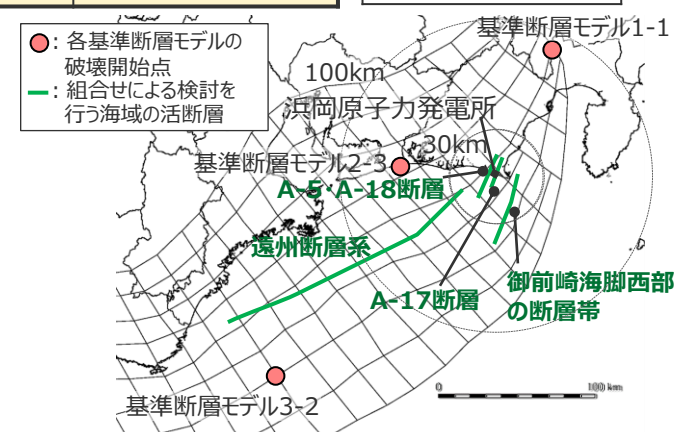 ：各基準断層モデルの
破壊開始点
：組合せによる検討を
行う海域の活断層
基準断層モデル1-1
100km
浜岡原子力発電所
30km
基準断層モデル2-3
A-5・A-18断層
遠州断層系
A-17断層
御前崎海脚西部
の断層帯
基準断層モデル3-2
0
100 km